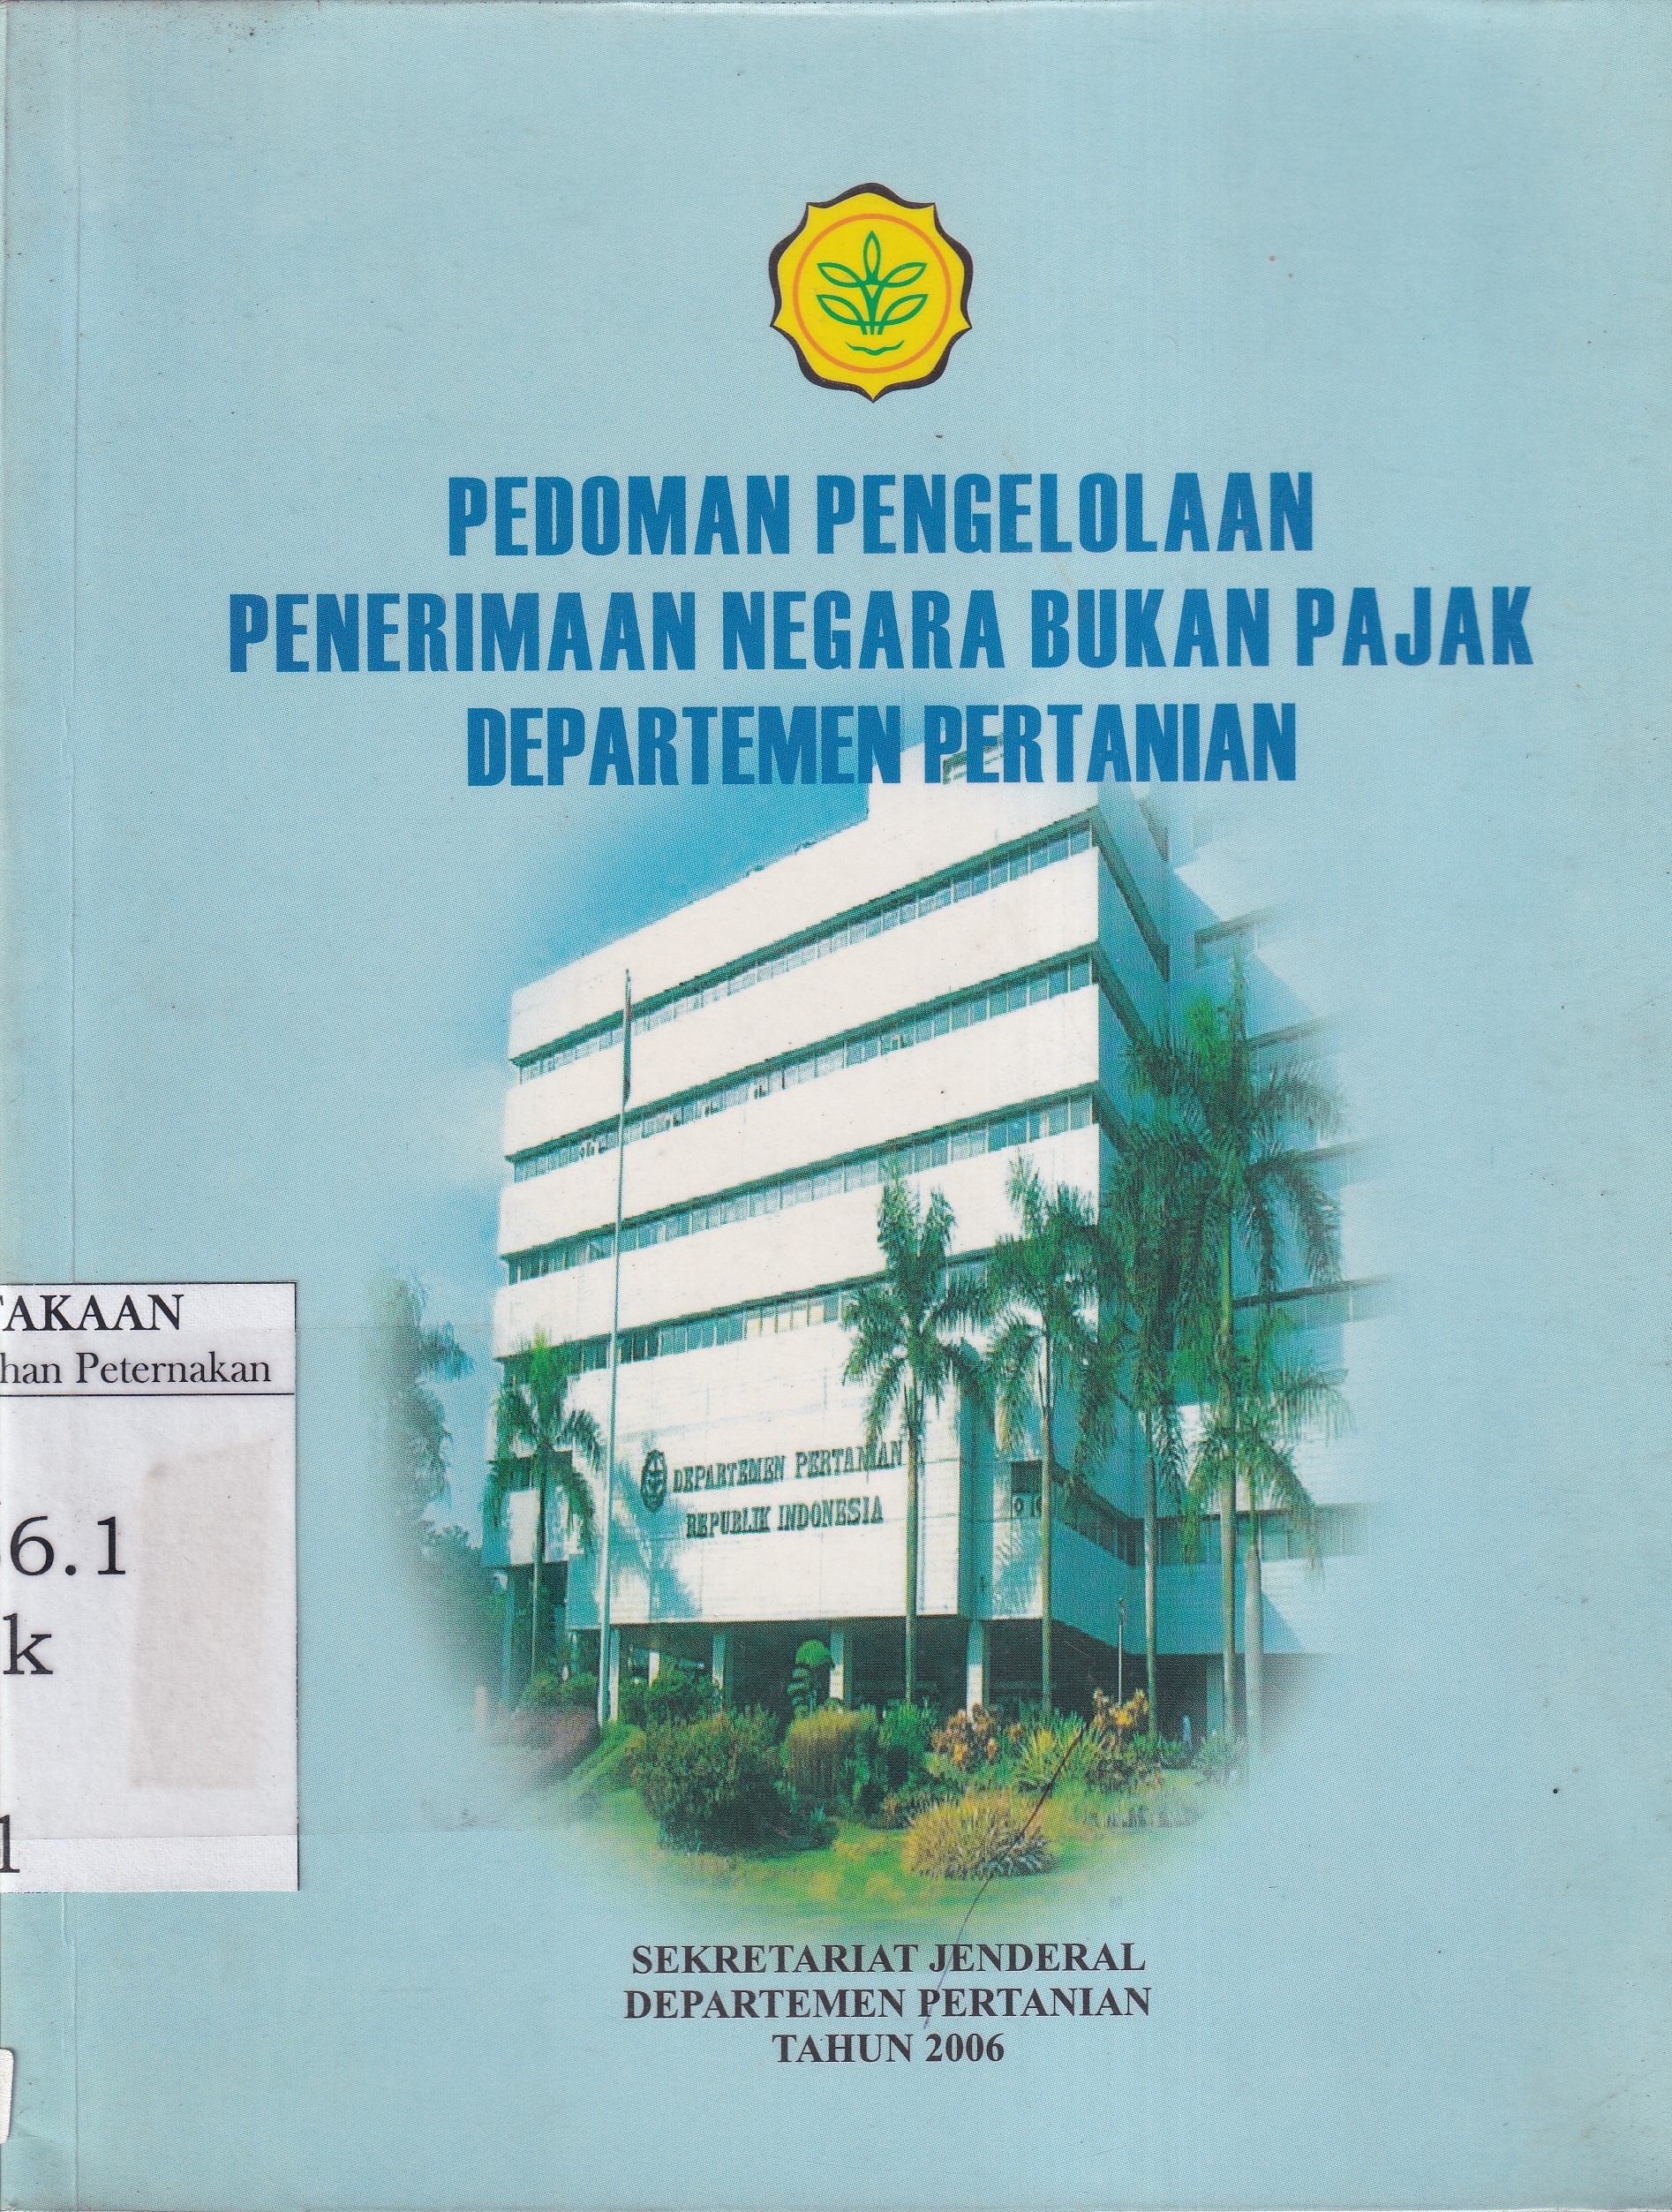 PEDOMAN PENGELOLAAN
PENERIMAAN NEGARA BUKAN PAJAK
DEPARTEMEN PERTANIAN
TAKAAN
han Peternakan
6.1
k
1
DEPARTEMEN PERTANIAN
REPUBLIK INDONESIA
SEKRETARIAT JENDERAL
DEPARTEMEN PERTANIAN
TAHUN 2006